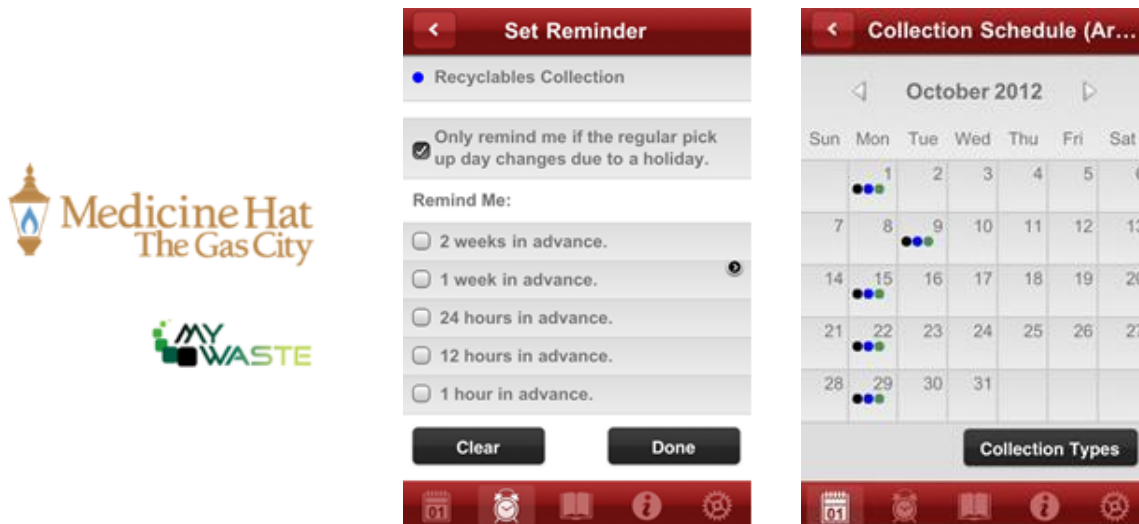 Medicine Hat
The Gas City
MY
WASTE
Set Reminder
Recyclables Collection
Only remind me if the regular pick
up day changes due to a holiday.
Remind Me:
2 weeks in advance.
1 week in advance.
24 hours in advance.
12 hours in advance.
1 hour in advance.
Clear Done
01
Collection Schedule (Ar...
October 2012
Sun Mon Tue Wed Thu Fri Sat
1 2 3 4 5 6
7 8 9 10 11 12 13
14 15 16 17 18 19 20
21 22 23 24 25 26 27
28 29 30 31
Collection Types
01